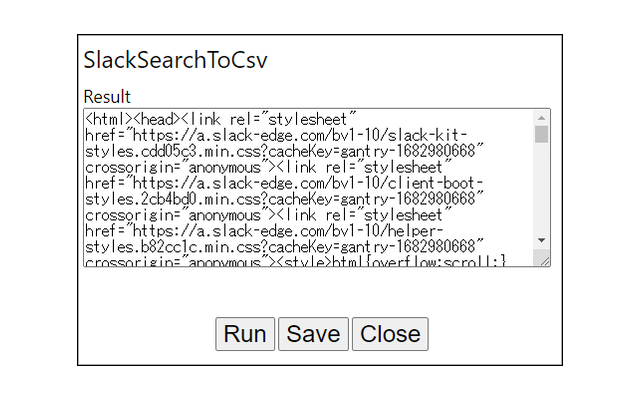 SlackSearchToCsv
Result
<html><head><link rel="stylesheet"
href="https://a.slack-edge.com/bv1-10/slack-kit-
styles.cdd05c3.min.css?cacheKey=gantry-1682980668"
crossorigin="anonymous"><link rel="stylesheet"
href="https://a.slack-edge.com/bv1-10/client-boot-
styles.2cb4bd0.min.css?cacheKey=gantry-1682980668"
crossorigin="anonymous"><link rel="stylesheet"
href="https://a.slack-edge.com/bv1-10/helper-
styles.b82cc1c.min.css?cacheKey=gantry-1682980668"
crossorigin="anonymous"><style>html{overflow:scroll;}
Run Save Close